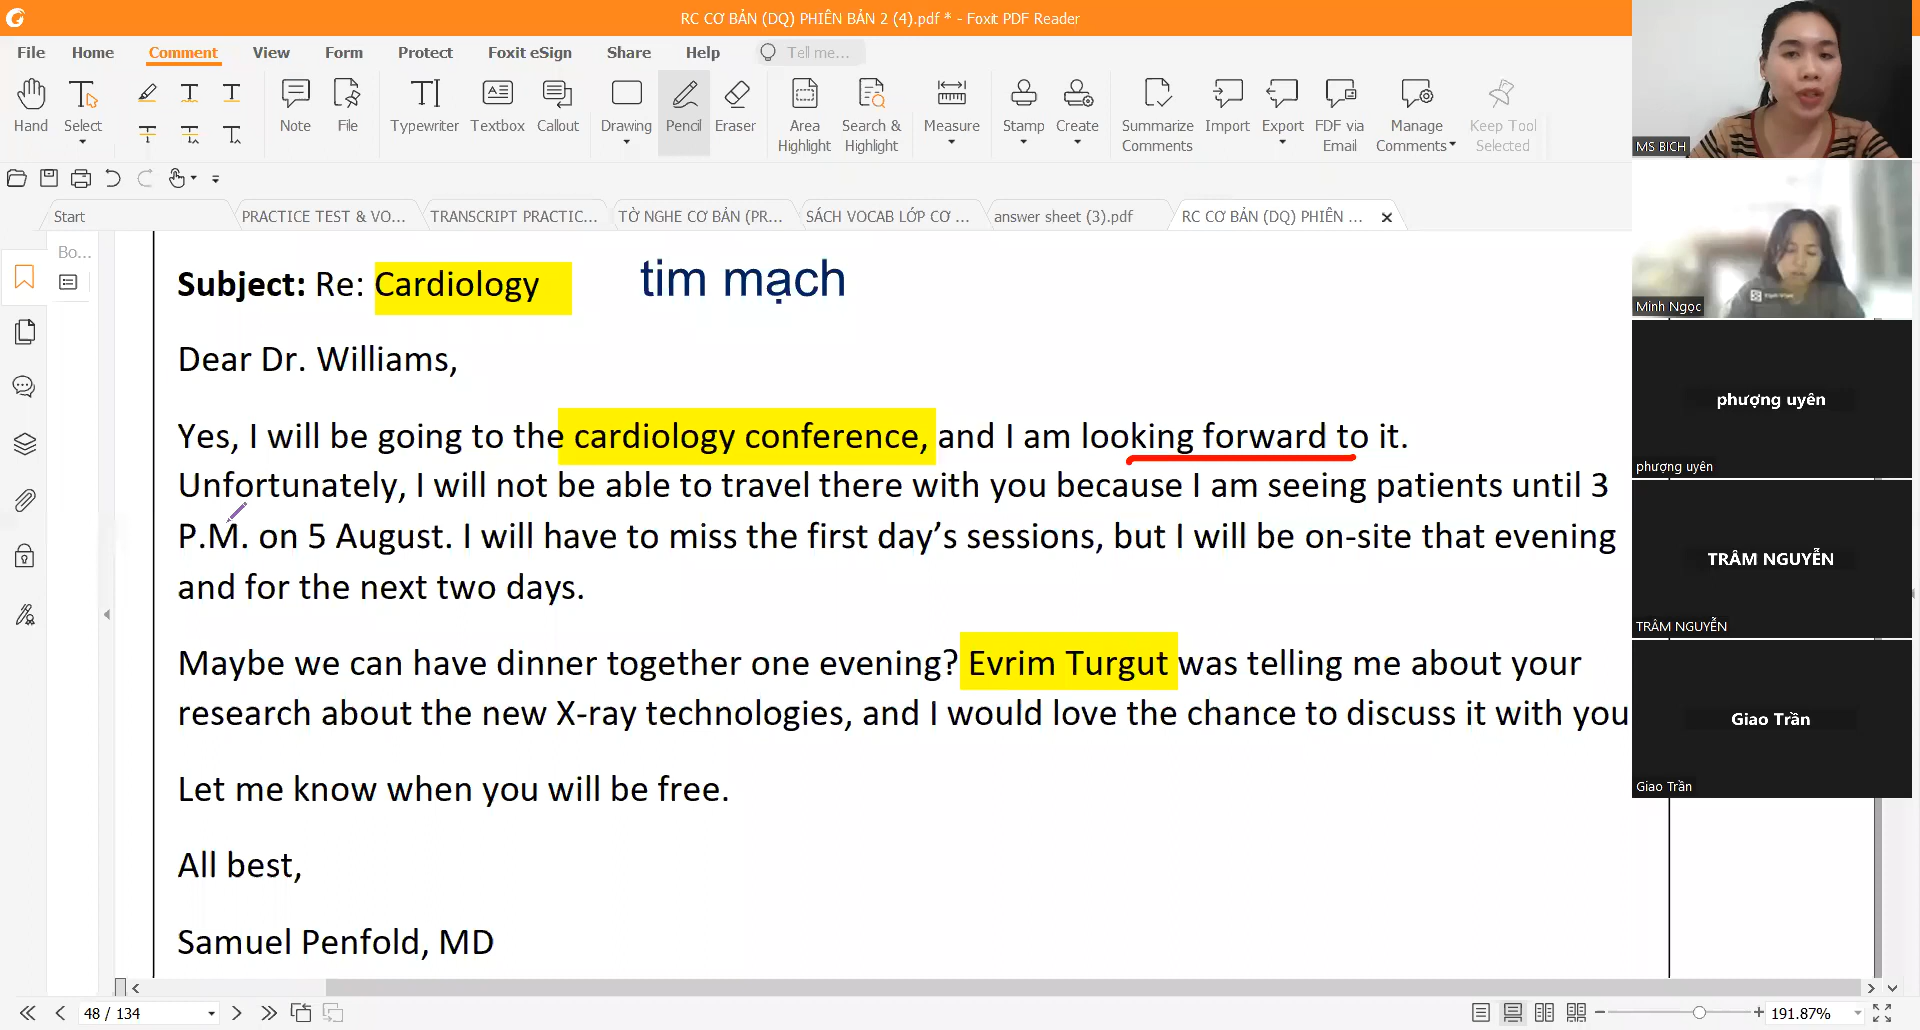 RC CƠ BẢN (DQ) PHIÊN BẢN 2 (4).pdf * - Foxit PDF Reader
File Home Comment View Form Protect Foxit eSign Share Help Tell me...
Hand Select Note File Typewriter Textbox Callout Drawing Pencil Eraser Area Highlight Search & Highlight Measure Stamp Create Summarize Comments Import Export FDF via Email Manage Comments Keep Tool Selected
Start PRACTICE TEST & VO... TRANSCRIPT PRACTIC... TỜ NGHE CƠ BẢN (PR... SÁCH VOCAB LỚP CƠ ... answer sheet (3).pdf RC CƠ BẢN (DQ) PHIÊN ...
Bo...
Subject: Re: Cardiology tim mạch
Dear Dr. Williams,
Yes, I will be going to the cardiology conference, and I am looking forward to it.
Unfortunately, I will not be able to travel there with you because I am seeing patients until 3
P.M. on 5 August. I will have to miss the first day’s sessions, but I will be on-site that evening
and for the next two days.
Maybe we can have dinner together one evening? Evrim Turgut was telling me about your
research about the new X-ray technologies, and I would love the chance to discuss it with you
Let me know when you will be free.
All best,
Samuel Penfold, MD
48 / 134
191.87%
MS BICH
Minh Ngọc
phượng uyên
phượng uyên
TRÂM NGUYỄN
TRÂM NGUYỄN
Giao Trần
Giao Trần